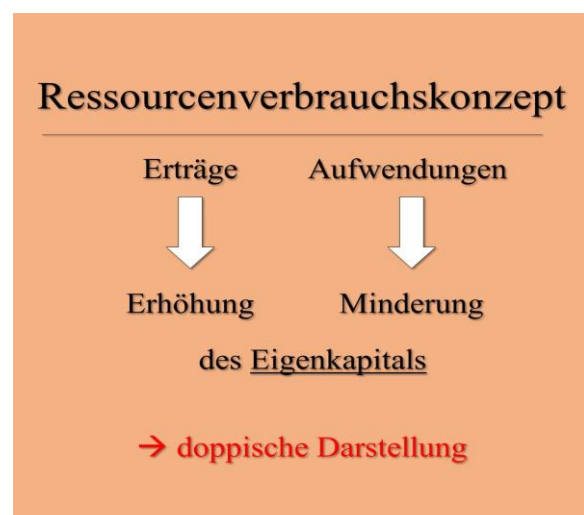 Ressourcenverbrauchskonzept
Erträge Aufwendungen
Erhöhung Minderung
des Eigenkapitals
→ doppische Darstellung